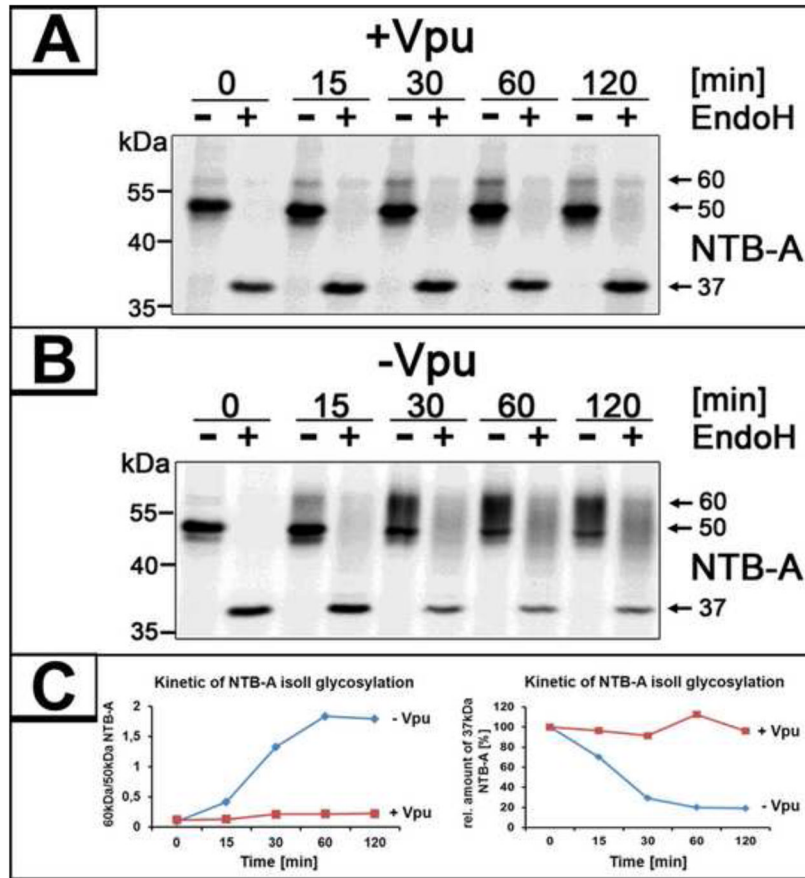 A
+Vpu
0 15 30 60 120 [min]
- + - + - + - + - + EndoH
kDa
55
40
35
60
50
NTB-A
37
B
-Vpu
0 15 30 60 120 [min]
- + - + - + - + - + EndoH
kDa
55
40
35
60
50
NTB-A
37
C
Kinetic of NTB-A isoII glycosylation
60kDa/50kDa NTB-A
2
1,5
1
0,5
0
- Vpu
+ Vpu
0 15 30 60 120
Time [min]
Kinetic of NTB-A isoII glycosylation
rel. amount of 37kDa
NTB-A [%]
120
100
80
60
40
20
0
+ Vpu
- Vpu
0 15 30 60 120
Time [min]